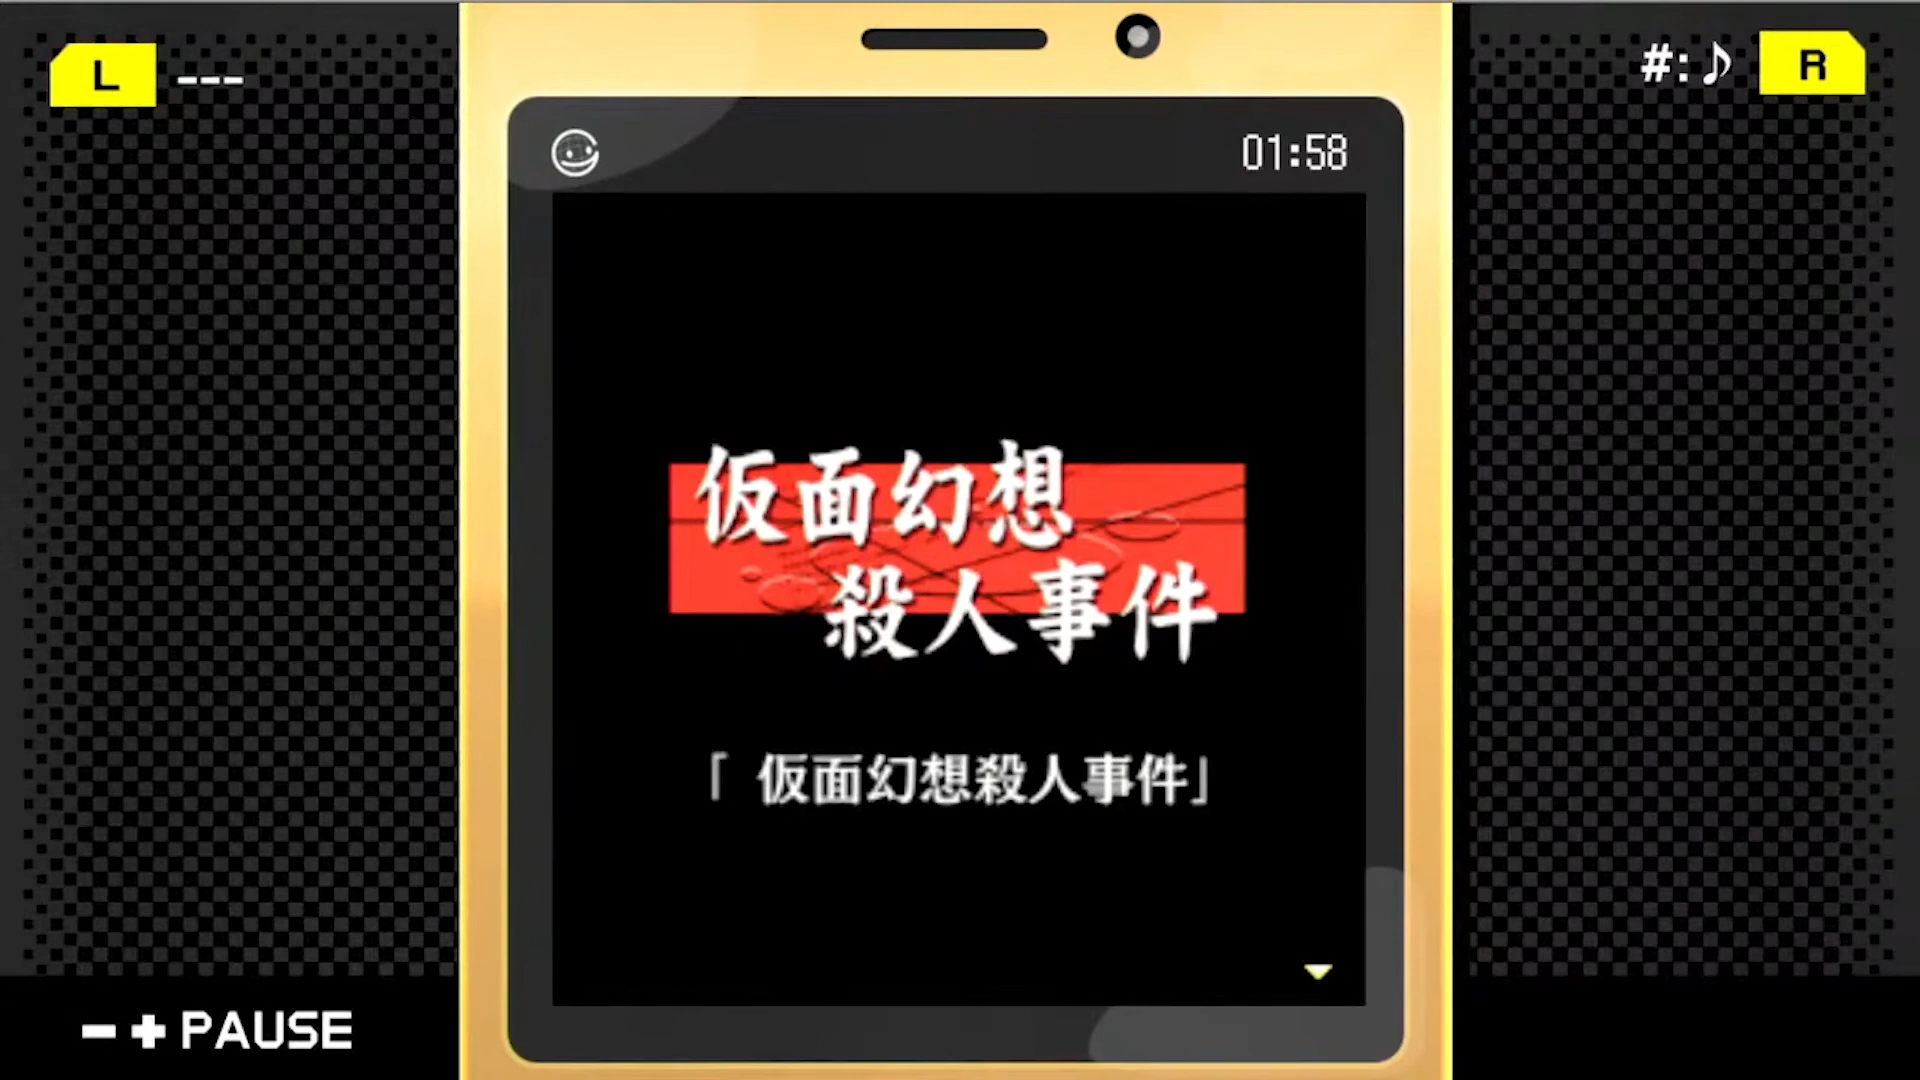 L ---
#:♪ R
01:58
仮面幻想
殺人事件
「 仮面幻想殺人事件」
- + PAUSE